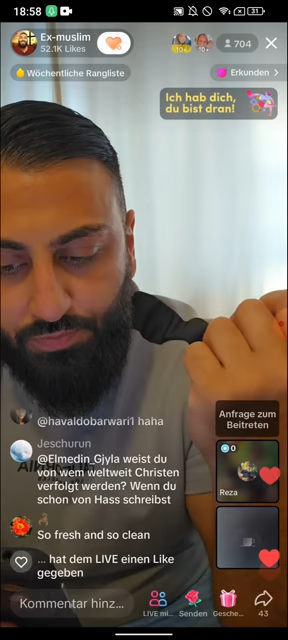 18:58
31
Ex-muslim
52.1K Likes
10+
704
Wöchentliche Rangliste
Erkunden >
Ich hab dich,
du bist dran!
@havaldobarwari1 haha
Jeschurun
@Elmedin_Gjyla weist du
von wem weltweit Christen
verfolgt werden? Wenn du
schon von Hass schreibst
So fresh and so clean
... hat dem LIVE einen Like
gegeben
Anfrage zum
Beitreten
0
Reza
Kommentar hinz...
LIVE mi...
Senden
Gesche...
43